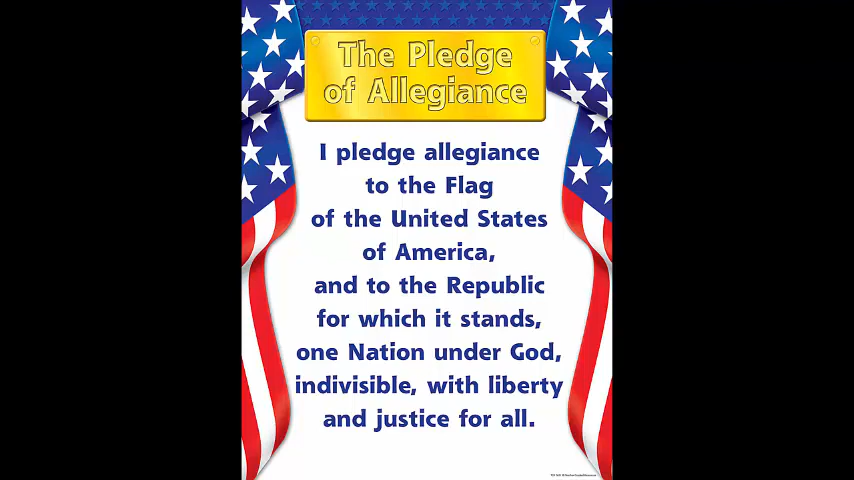 The Pledge
of Allegiance
I pledge allegiance
to the Flag
of the United States
of America,
and to the Republic
for which it stands,
one Nation under God,
indivisible, with liberty
and justice for all.